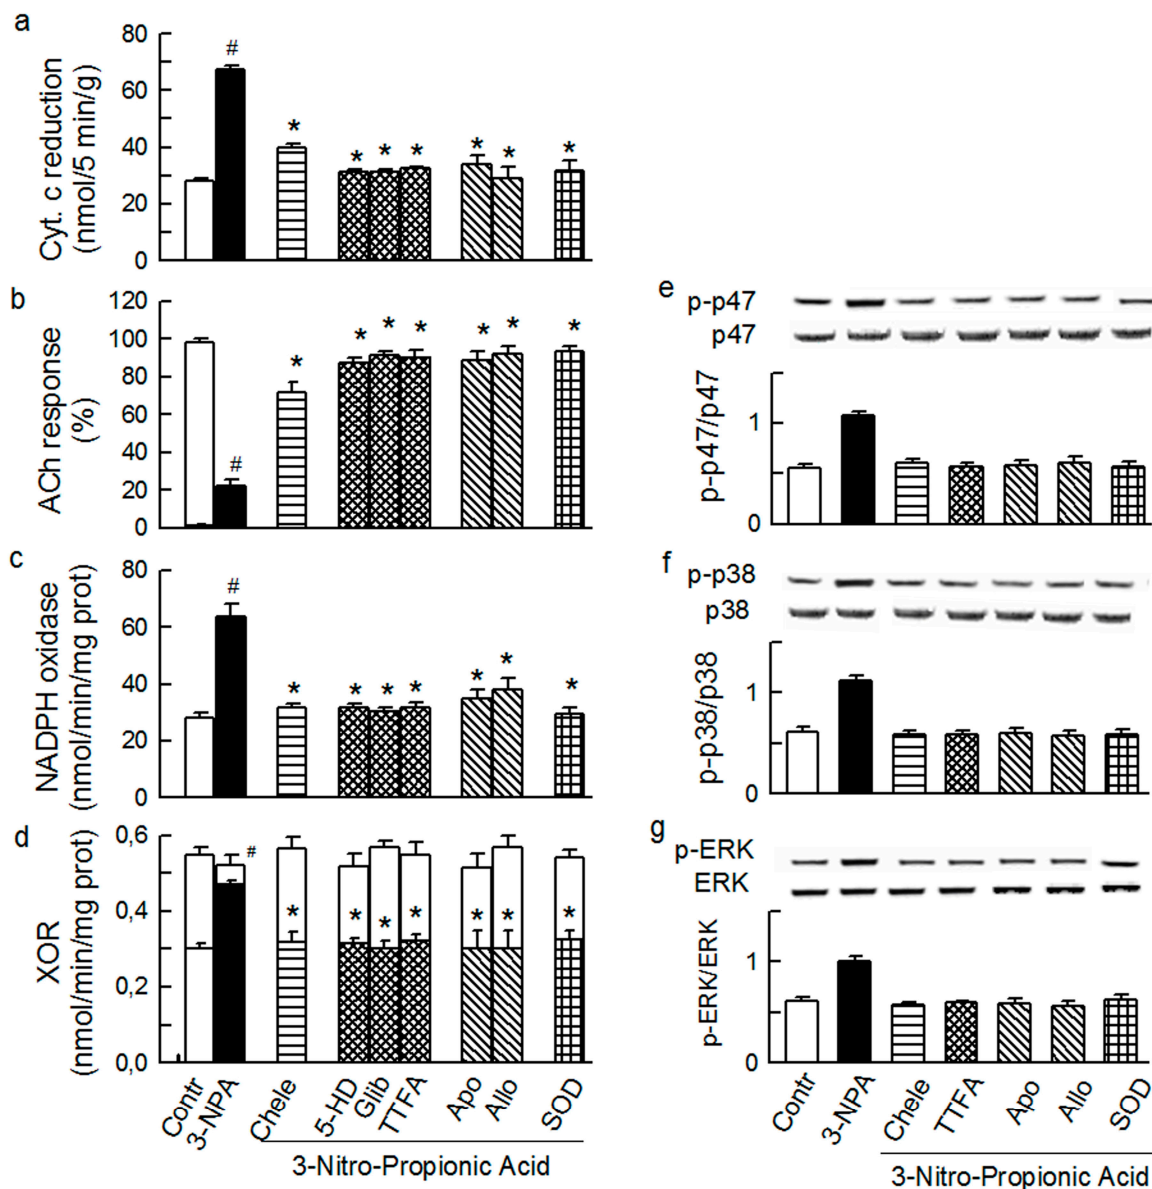 a
Cyt. c reduction
(nmol/5 min/g)
80
60
40
20
0
#
*
* * *
* *
*
b
ACh response
(%)
120
100
80
60
40
20
0
#
*
* * *
* *
*
c
NADPH oxidase
(nmol/min/mg prot)
80
60
40
20
0
#
*
* * *
* *
*
d
XOR
(nmol/min/mg prot)
0,6
0,4
0,2
0,0
#
*
* * *
* *
*
Contr
3-NPA
Chele
5-HD
Glib
TTFA
Apo
Allo
SOD
3-Nitro-Propionic Acid
e
p-p47
p47
p-p47/p47
1
0
f
p-p38
p38
p-p38/p38
1
0
g
p-ERK
ERK
p-ERK/ERK
1
0
Contr
3-NPA
Chele
TTFA
Apo
Allo
SOD
3-Nitro-Propionic Acid